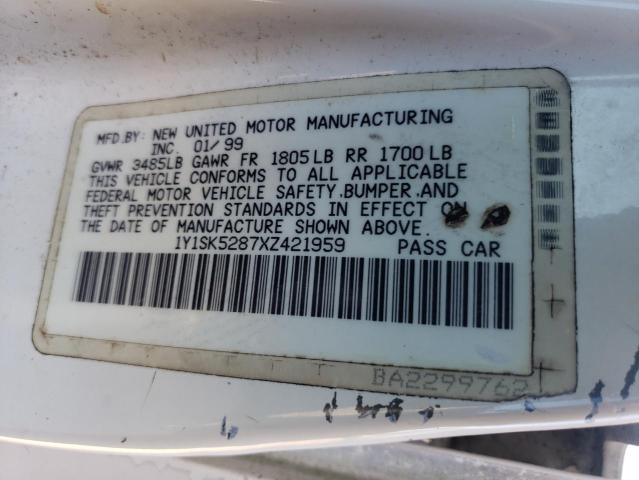 MFD.BY: NEW UNITED MOTOR MANUFACTURING
INC. 01/99
GVWR 3485LB GAWR FR 1805LB RR 1700LB
THIS VEHICLE CONFORMS TO ALL APPLICABLE
FEDERAL MOTOR VEHICLE SAFETY,BUMPER,AND
THEFT PREVENTION STANDARDS IN EFFECT ON
THE DATE OF MANUFACTURE SHOWN ABOVE.
1Y1SK5287XZ421959 PASS CAR
BA2299762